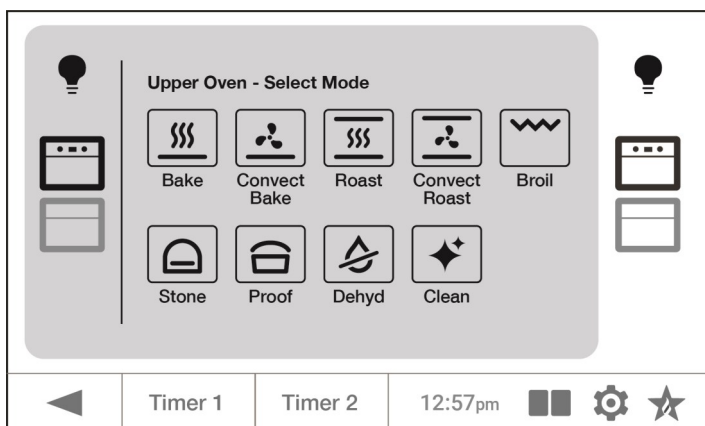 Upper Oven - Select Mode
Bake
Convect
Bake
Roast
Convect
Roast
Broil
Stone
Proof
Dehyd
Clean
Timer 1
Timer 2
12:57pm